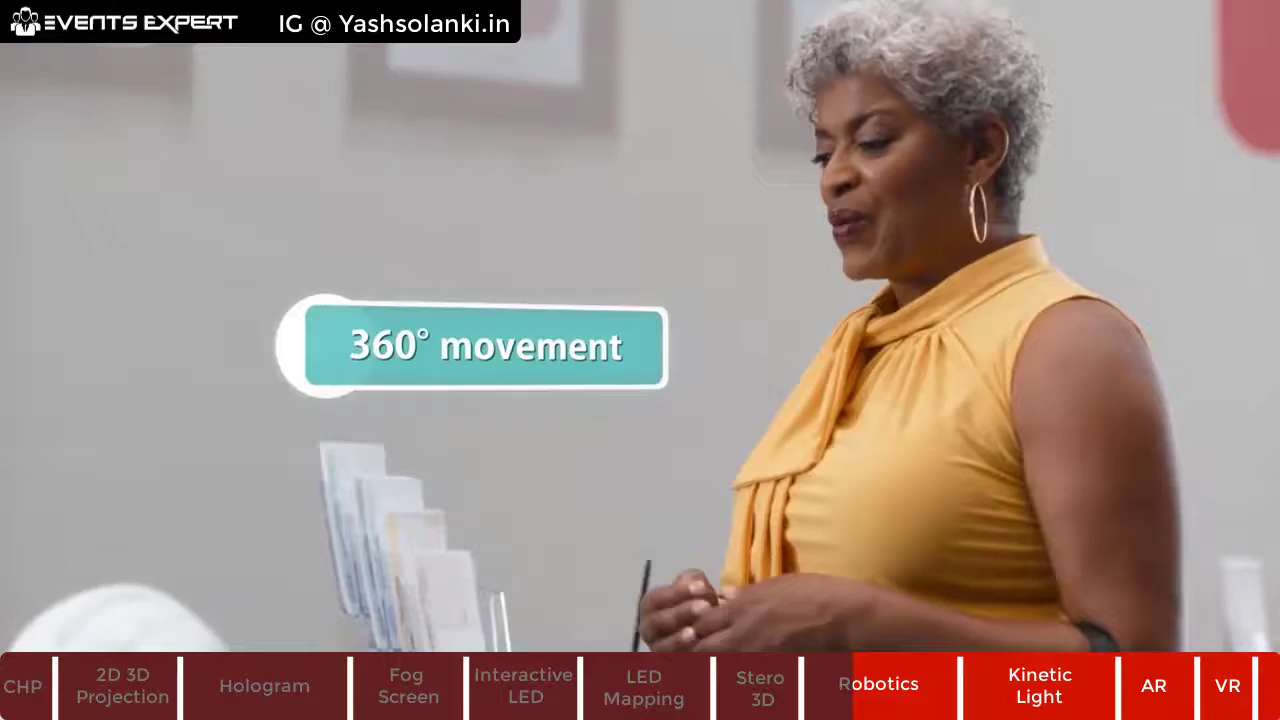 EVENTS EXPERT
IG @ Yashsolanki.in
360° movement
CHP
2D 3D
Projection
Hologram
Fog
Screen
Interactive
LED
LED
Mapping
Stero
3D
Robotics
Kinetic
Light
AR
VR